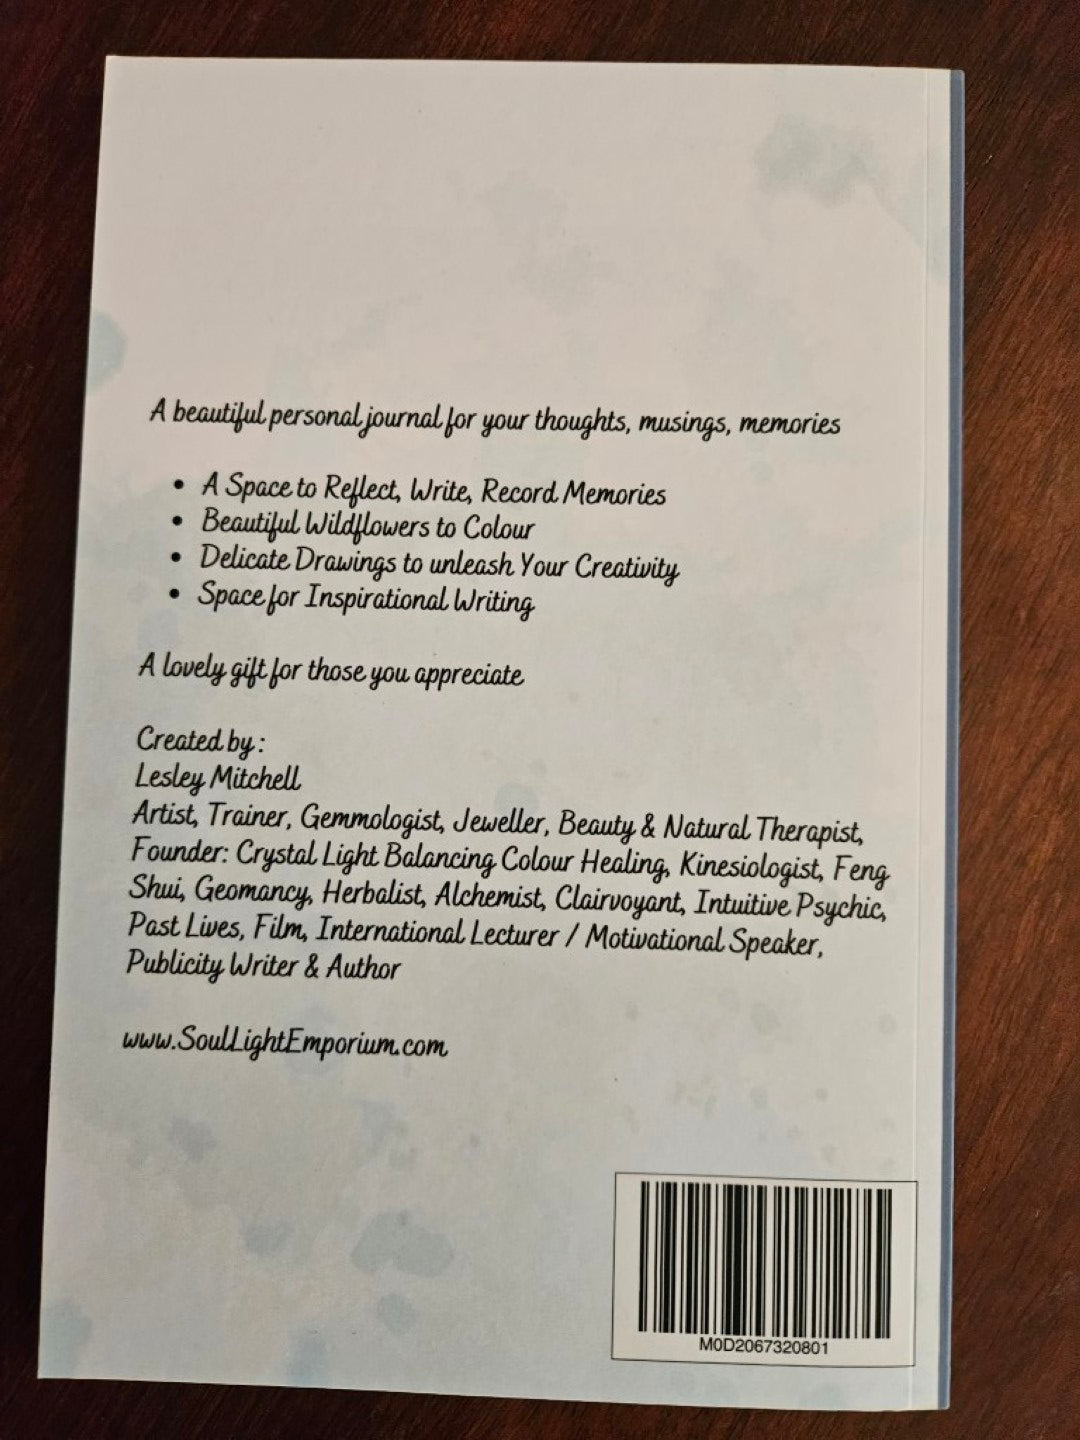 A beautiful personal journal for your thoughts, musings, memories
• A Space to Reflect, Write, Record Memories
• Beautiful Wildflowers to Colour
• Delicate Drawings to unleash Your Creativity
• Space for Inspirational Writing
A lovely gift for those you appreciate
Created by:
Lesley Mitchell
Artist, Trainer, Gemmologist, Jeweller, Beauty & Natural Therapist,
Founder: Crystal Light Balancing Colour Healing, Kinesiologist, Feng
Shui, Geomancy, Herbalist, Alchemist, Clairvoyant, Intuitive Psychic,
Past Lives, Film, International Lecturer / Motivational Speaker,
Publicity Writer & Author
www.SoulLightEmporium.com
M0D2067320801